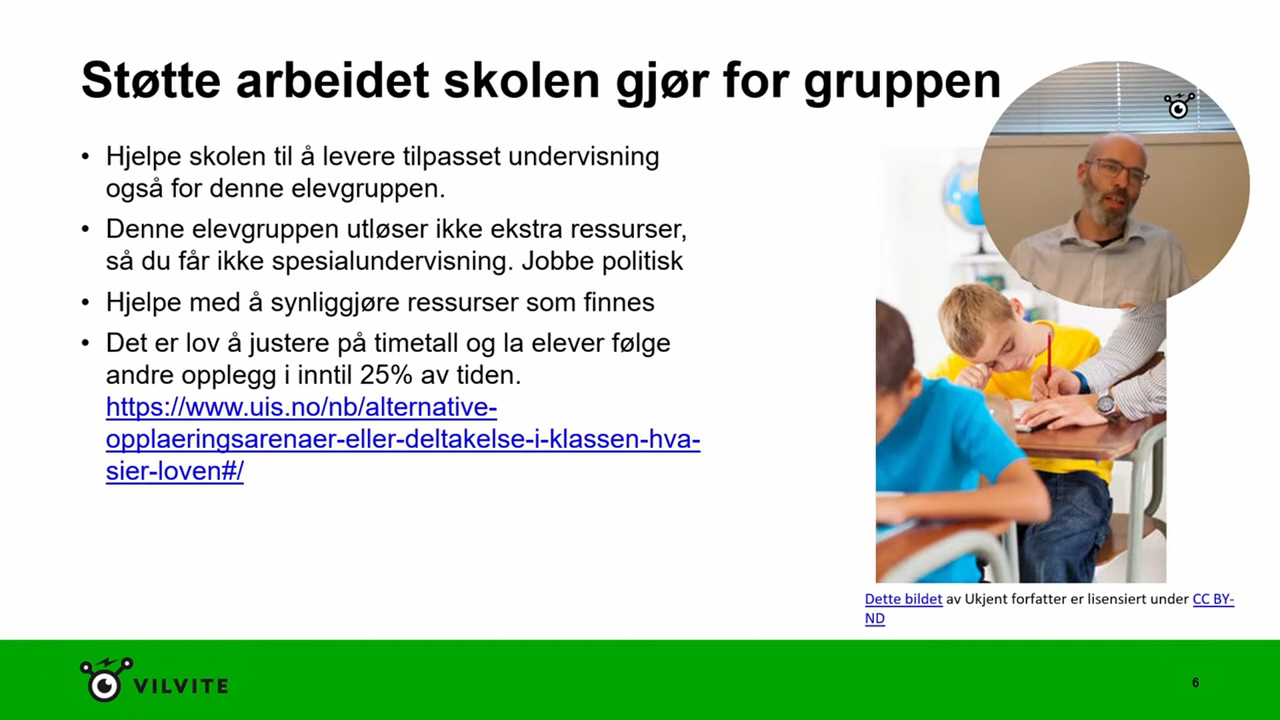 Støtte arbeidet skolen gjør for gruppen
• Hjelpe skolen til å levere tilpasset undervisning
også for denne elevgruppen.
• Denne elevgruppen utløser ikke ekstra ressurser,
så du får ikke spesialundervisning. Jobbe politisk
• Hjelpe med å synliggjøre ressurser som finnes
• Det er lov å justere på timetall og la elever følge
andre opplegg i inntil 25% av tiden.
https://www.uis.no/nb/alternative-
opplaeringsarenaer-eller-deltakelse-i-klassen-hva-
sier-loven#/
Dette bildet av Ukjent forfatter er lisensiert under CC BY-
ND
VILVITE
6